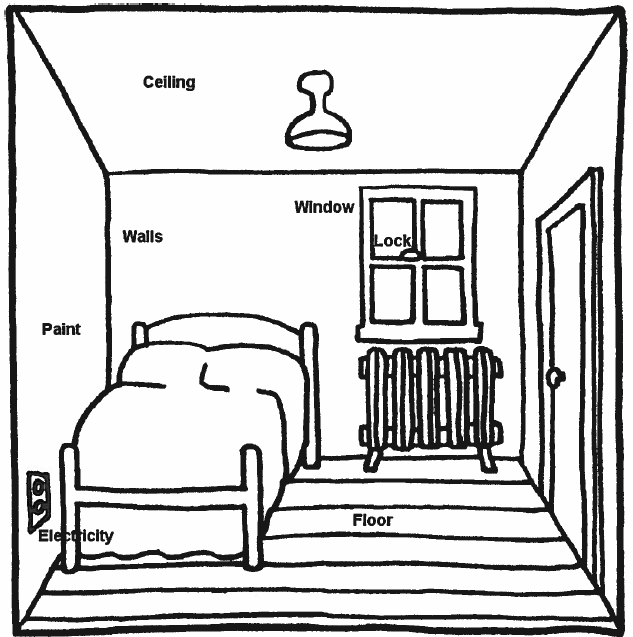 Ceiling
Window
Walls
Lock
Paint
Floor
Electricity